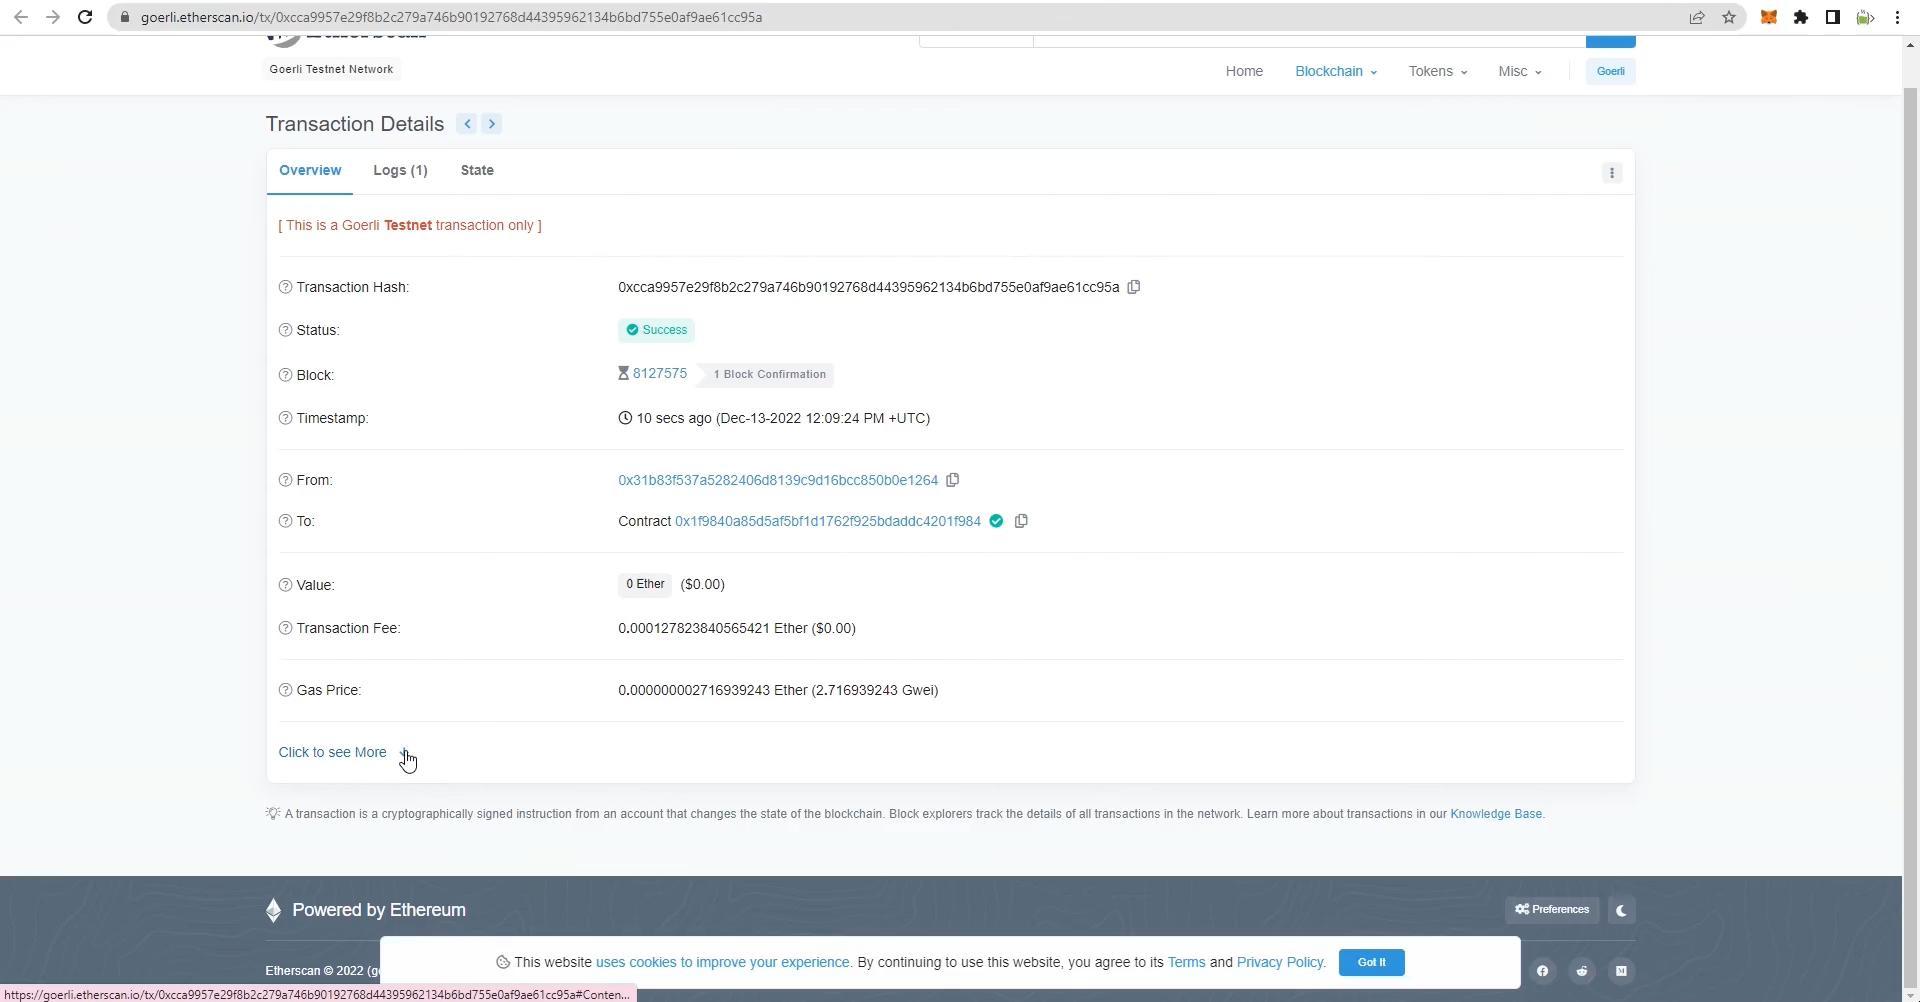 goerli.etherscan.io/tx/0xcca9957e29f8b2c279a746b90192768d44395962134b6bd755e0af9ae61cc95a
Goerli Testnet Network
Home Blockchain Tokens Misc Goerli
Transaction Details
Overview Logs (1) State
[ This is a Goerli Testnet transaction only ]
Transaction Hash: 0xcca9957e29f8b2c279a746b90192768d44395962134b6bd755e0af9ae61cc95a
Status: Success
Block: 8127575 1 Block Confirmation
Timestamp: 10 secs ago (Dec-13-2022 12:09:24 PM +UTC)
From: 0x31b83f537a5282406d8139c9d16bcc850b0e1264
To: Contract 0x1f9840a85d5af5bf1d1762f925bdaddc4201f984
Value: 0 Ether ($0.00)
Transaction Fee: 0.000127823840565421 Ether ($0.00)
Gas Price: 0.000000002716939243 Ether (2.716939243 Gwei)
Click to see More
A transaction is a cryptographically signed instruction from an account that changes the state of the blockchain. Block explorers track the details of all transactions in the network. Learn more about transactions in our Knowledge Base.
Powered by Ethereum
Preferences
This website uses cookies to improve your experience. By continuing to use this website, you agree to its Terms and Privacy Policy. Got It
Etherscan © 2022 (go
https://goerli.etherscan.io/tx/0xcca9957e29f8b2c279a746b90192768d44395962134b6bd755e0af9ae61cc95a#Conten...